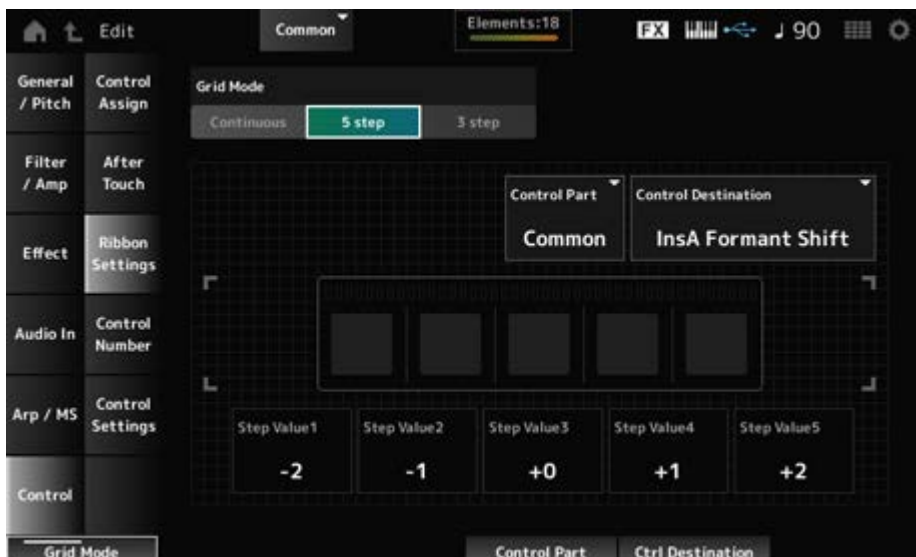 Edit
Common
Elements:18
FX
♩ 90
General
/ Pitch
Control
Assign
Filter
/ Amp
After
Touch
Effect
Ribbon
Settings
Audio In
Control
Number
Arp / MS
Control
Settings
Control
Grid Mode
Continuous
5 step
3 step
Control Part
Common
Control Destination
InsA Formant Shift
Step Value1
-2
Step Value2
-1
Step Value3
+0
Step Value4
+1
Step Value5
+2
Grid Mode
Control Part
Ctrl Destination